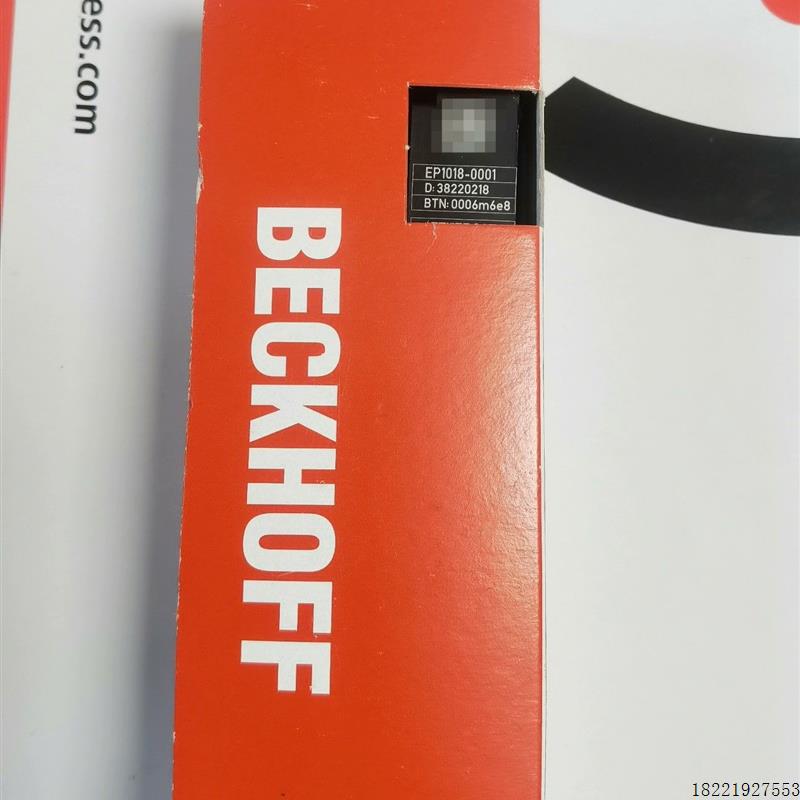 ess.com
EP1018-0001
D: 38220218
BTN: 0006m6e8
BECKHOFF
18221927553